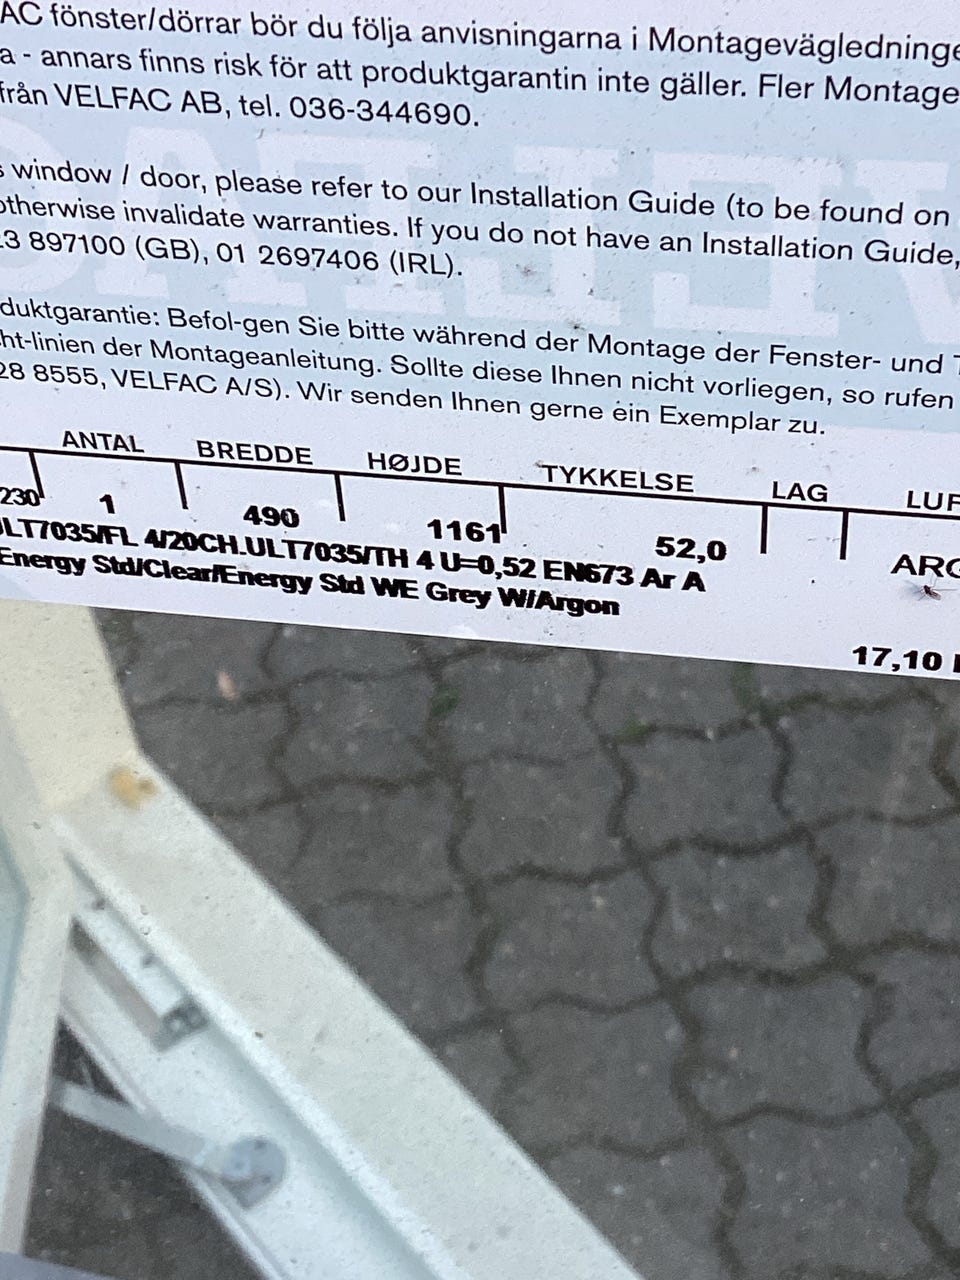 AC fönster/dörrar bör du följa anvisningarna i Montagevägledninge
a - annars finns risk för att produktgarantin inte gäller. Fler Montage
från VELFAC AB, tel. 036-344690.
window / door, please refer to our Installation Guide (to be found on
otherwise invalidate warranties. If you do not have an Installation Guide,
3 897100 (GB), 01 2697406 (IRL).
duktgarantie: Befol-gen Sie bitte während der Montage der Fenster- und
ht-linien der Montageanleitung. Sollte diese Ihnen nicht vorliegen, so rufen
28 8555, VELFAC A/S). Wir senden Ihnen gerne ein Exemplar zu.
ANTAL BREDDE HØJDE TYKKELSE LAG LUF
230 1 490 1161 52,0 ARG
ULT7035/FL 4/20CH.ULT7035/TH 4 U=0,52 EN673 Ar A
Energy Std/Clear/Energy Std WE Grey W/Argon
17,10